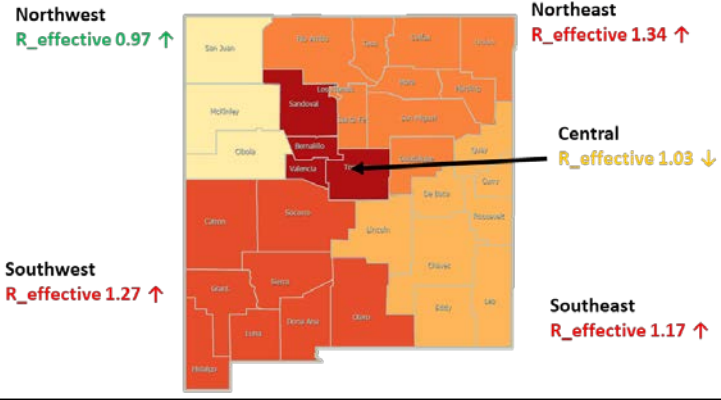 Northwest
R_effective 0.97 ↑
Northeast
R_effective 1.34 ↑
Central
R_effective 1.03 ↓
Southwest
R_effective 1.27 ↑
Southeast
R_effective 1.17 ↑
San Juan
Rio Arriba
Taos
Colfax
Union
McKinley
Sandoval
Los Alamos
Mora
Harding
Santa Fe
San Miguel
Cibola
Bernalillo
Valencia
Guadalupe
Quay
Curry
De Baca
Roosevelt
Catron
Socorro
Lincoln
Chaves
Grant
Sierra
Luna
Dona Ana
Otero
Eddy
Lea
Hidalgo